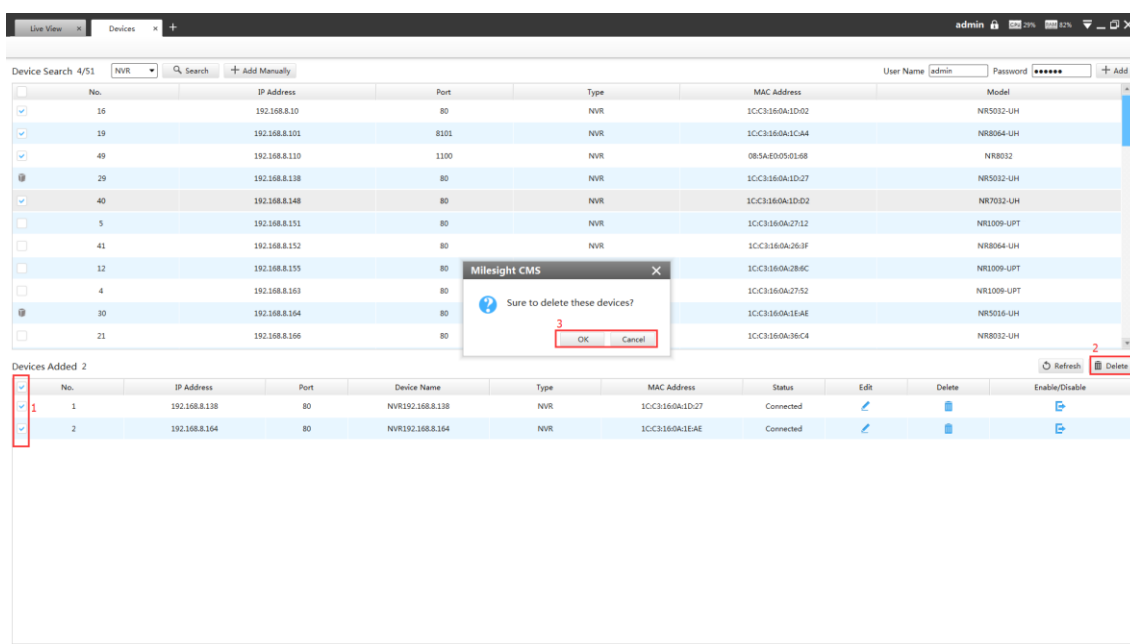 Live View × Devices × + admin CPU 29% RAM 82%
Device Search 4/51 NVR Search + Add Manually User Name admin Password ●●●●●● + Add
No. IP Address Port Type MAC Address Model
16 192.168.8.10 80 NVR 1C:C3:16:0A:1D:02 NR5032-UH
19 192.168.8.101 8101 NVR 1C:C3:16:0A:1C:A4 NR8064-UH
49 192.168.8.110 1100 NVR 08:5A:E0:05:01:68 NR8032
29 192.168.8.138 80 NVR 1C:C3:16:0A:1D:27 NR5032-UH
40 192.168.8.148 80 NVR 1C:C3:16:0A:1D:D2 NR7032-UH
5 192.168.8.151 80 NVR 1C:C3:16:0A:27:12 NR1009-UPT
41 192.168.8.152 80 NVR 1C:C3:16:0A:26:3F NR8064-UH
12 192.168.8.155 80 1C:C3:16:0A:28:6C NR1009-UPT
4 192.168.8.163 80 1C:C3:16:0A:27:52 NR1009-UPT
30 192.168.8.164 80 1C:C3:16:0A:1E:AE NR5016-UH
21 192.168.8.166 80 1C:C3:16:0A:36:C4 NR8032-UH
Milesight CMS
Sure to delete these devices?
3
OK Cancel
2
Devices Added 2 Refresh Delete
No. IP Address Port Device Name Type MAC Address Status Edit Delete Enable/Disable
1 1 192.168.8.138 80 NVR192.168.8.138 NVR 1C:C3:16:0A:1D:27 Connected
2 192.168.8.164 80 NVR192.168.8.164 NVR 1C:C3:16:0A:1E:AE Connected